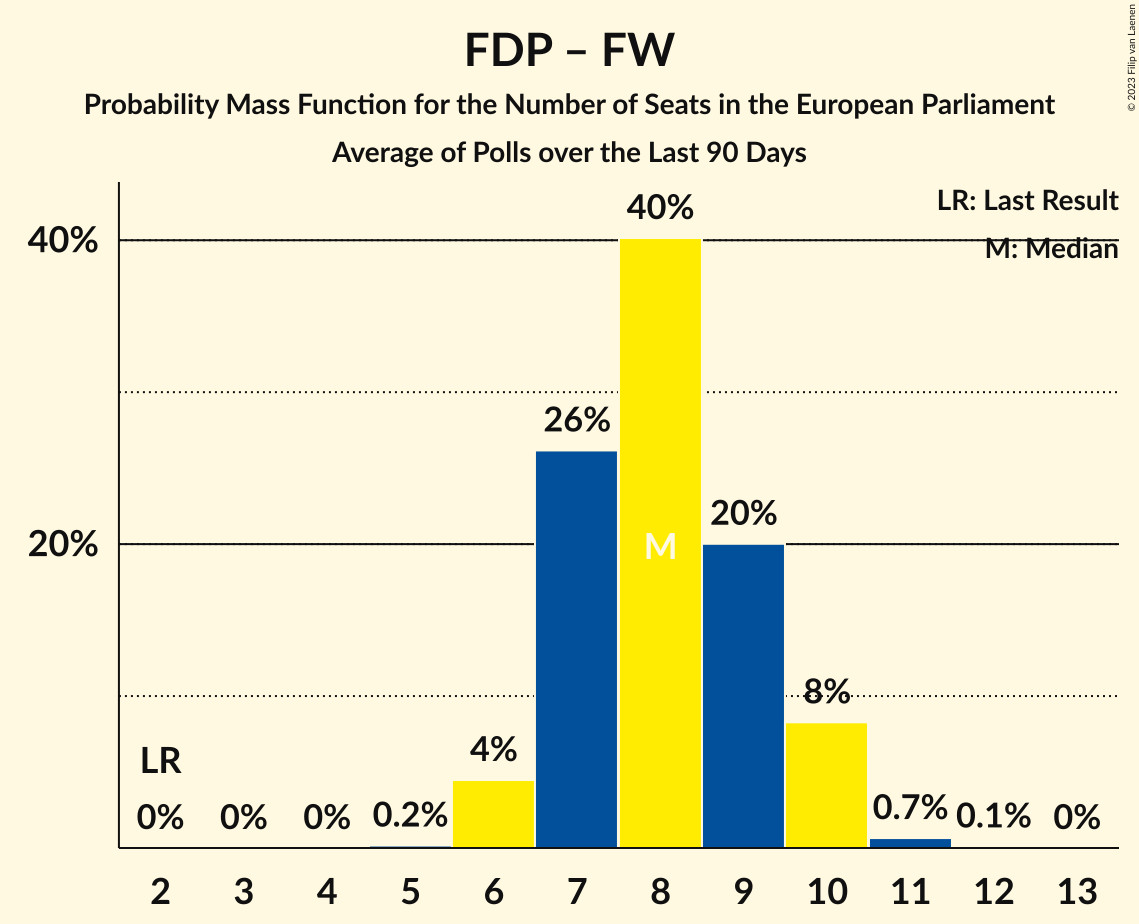 FDP – FW
Probability Mass Function for the Number of Seats in the European Parliament
Average of Polls over the Last 90 Days
© 2023 Filip van Laenen
LR: Last Result
M: Median
40%
20%
LR
0%
0%
0%
0.2%
4%
26%
40%
M
20%
8%
0.7%
0.1%
0%
2 3 4 5 6 7 8 9 10 11 12 13